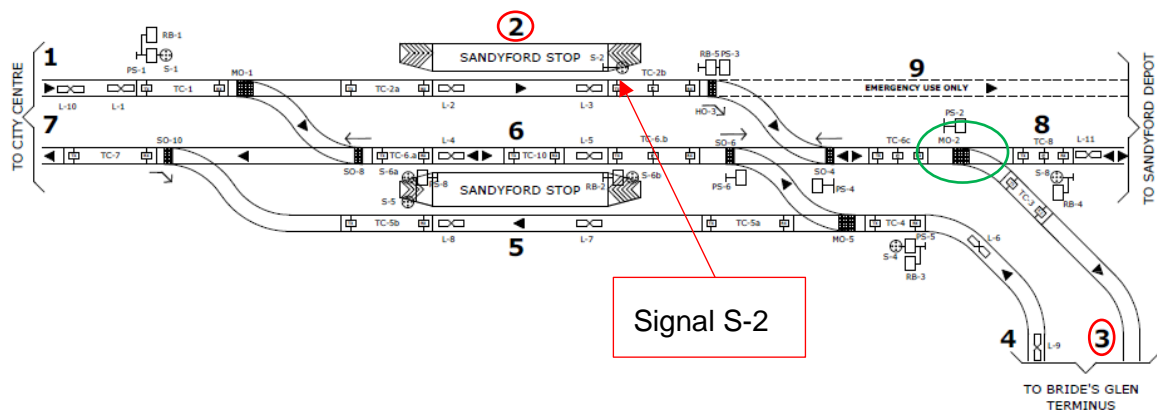 RB-1
2
1
SANDYFORD STOP
S-2
RB-5
PS-3
PS-1
S-1
MO-1
TC-2b
9
TC-1
TC-2a
EMERGENCY USE ONLY
L-10
L-1
L-2
L-3
HO-3
PS-2
7
SO-10
L-4
6
L-5
SO-6
MO-2
8
L-11
TC-8
TC-7
TC-6.a
TC-10
TC-6.b
TC-6c
SO-8
S-6a
PS-8
RB-2
S-6b
SO-4
S-8
S-5
SANDYFORD STOP
PS-6
PS-4
RB-4
TC-3
TC-5b
TC-5a
TC-4
L-8
5
L-7
MO-5
PS-5
L-6
S-4
RB-3
Signal S-2
4
3
L-9
TO CITY CENTRE
TO SANDYFORD DEPOT
TO BRIDE'S GLEN
TERMINUS